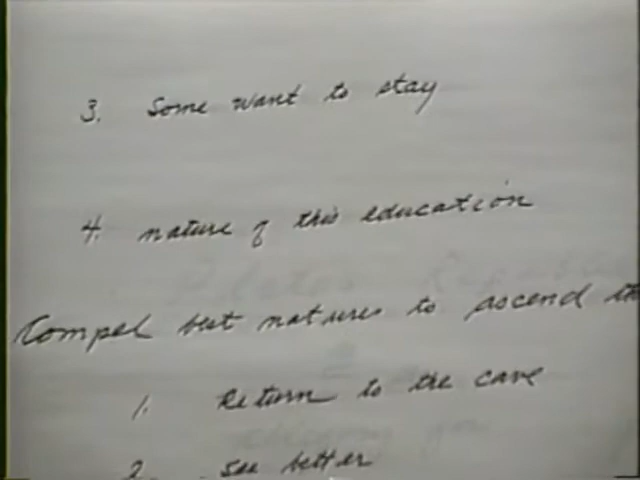 3. Some want to stay
4. nature of this education
Compel best natures to ascend
1. Return to the cave
2. see better